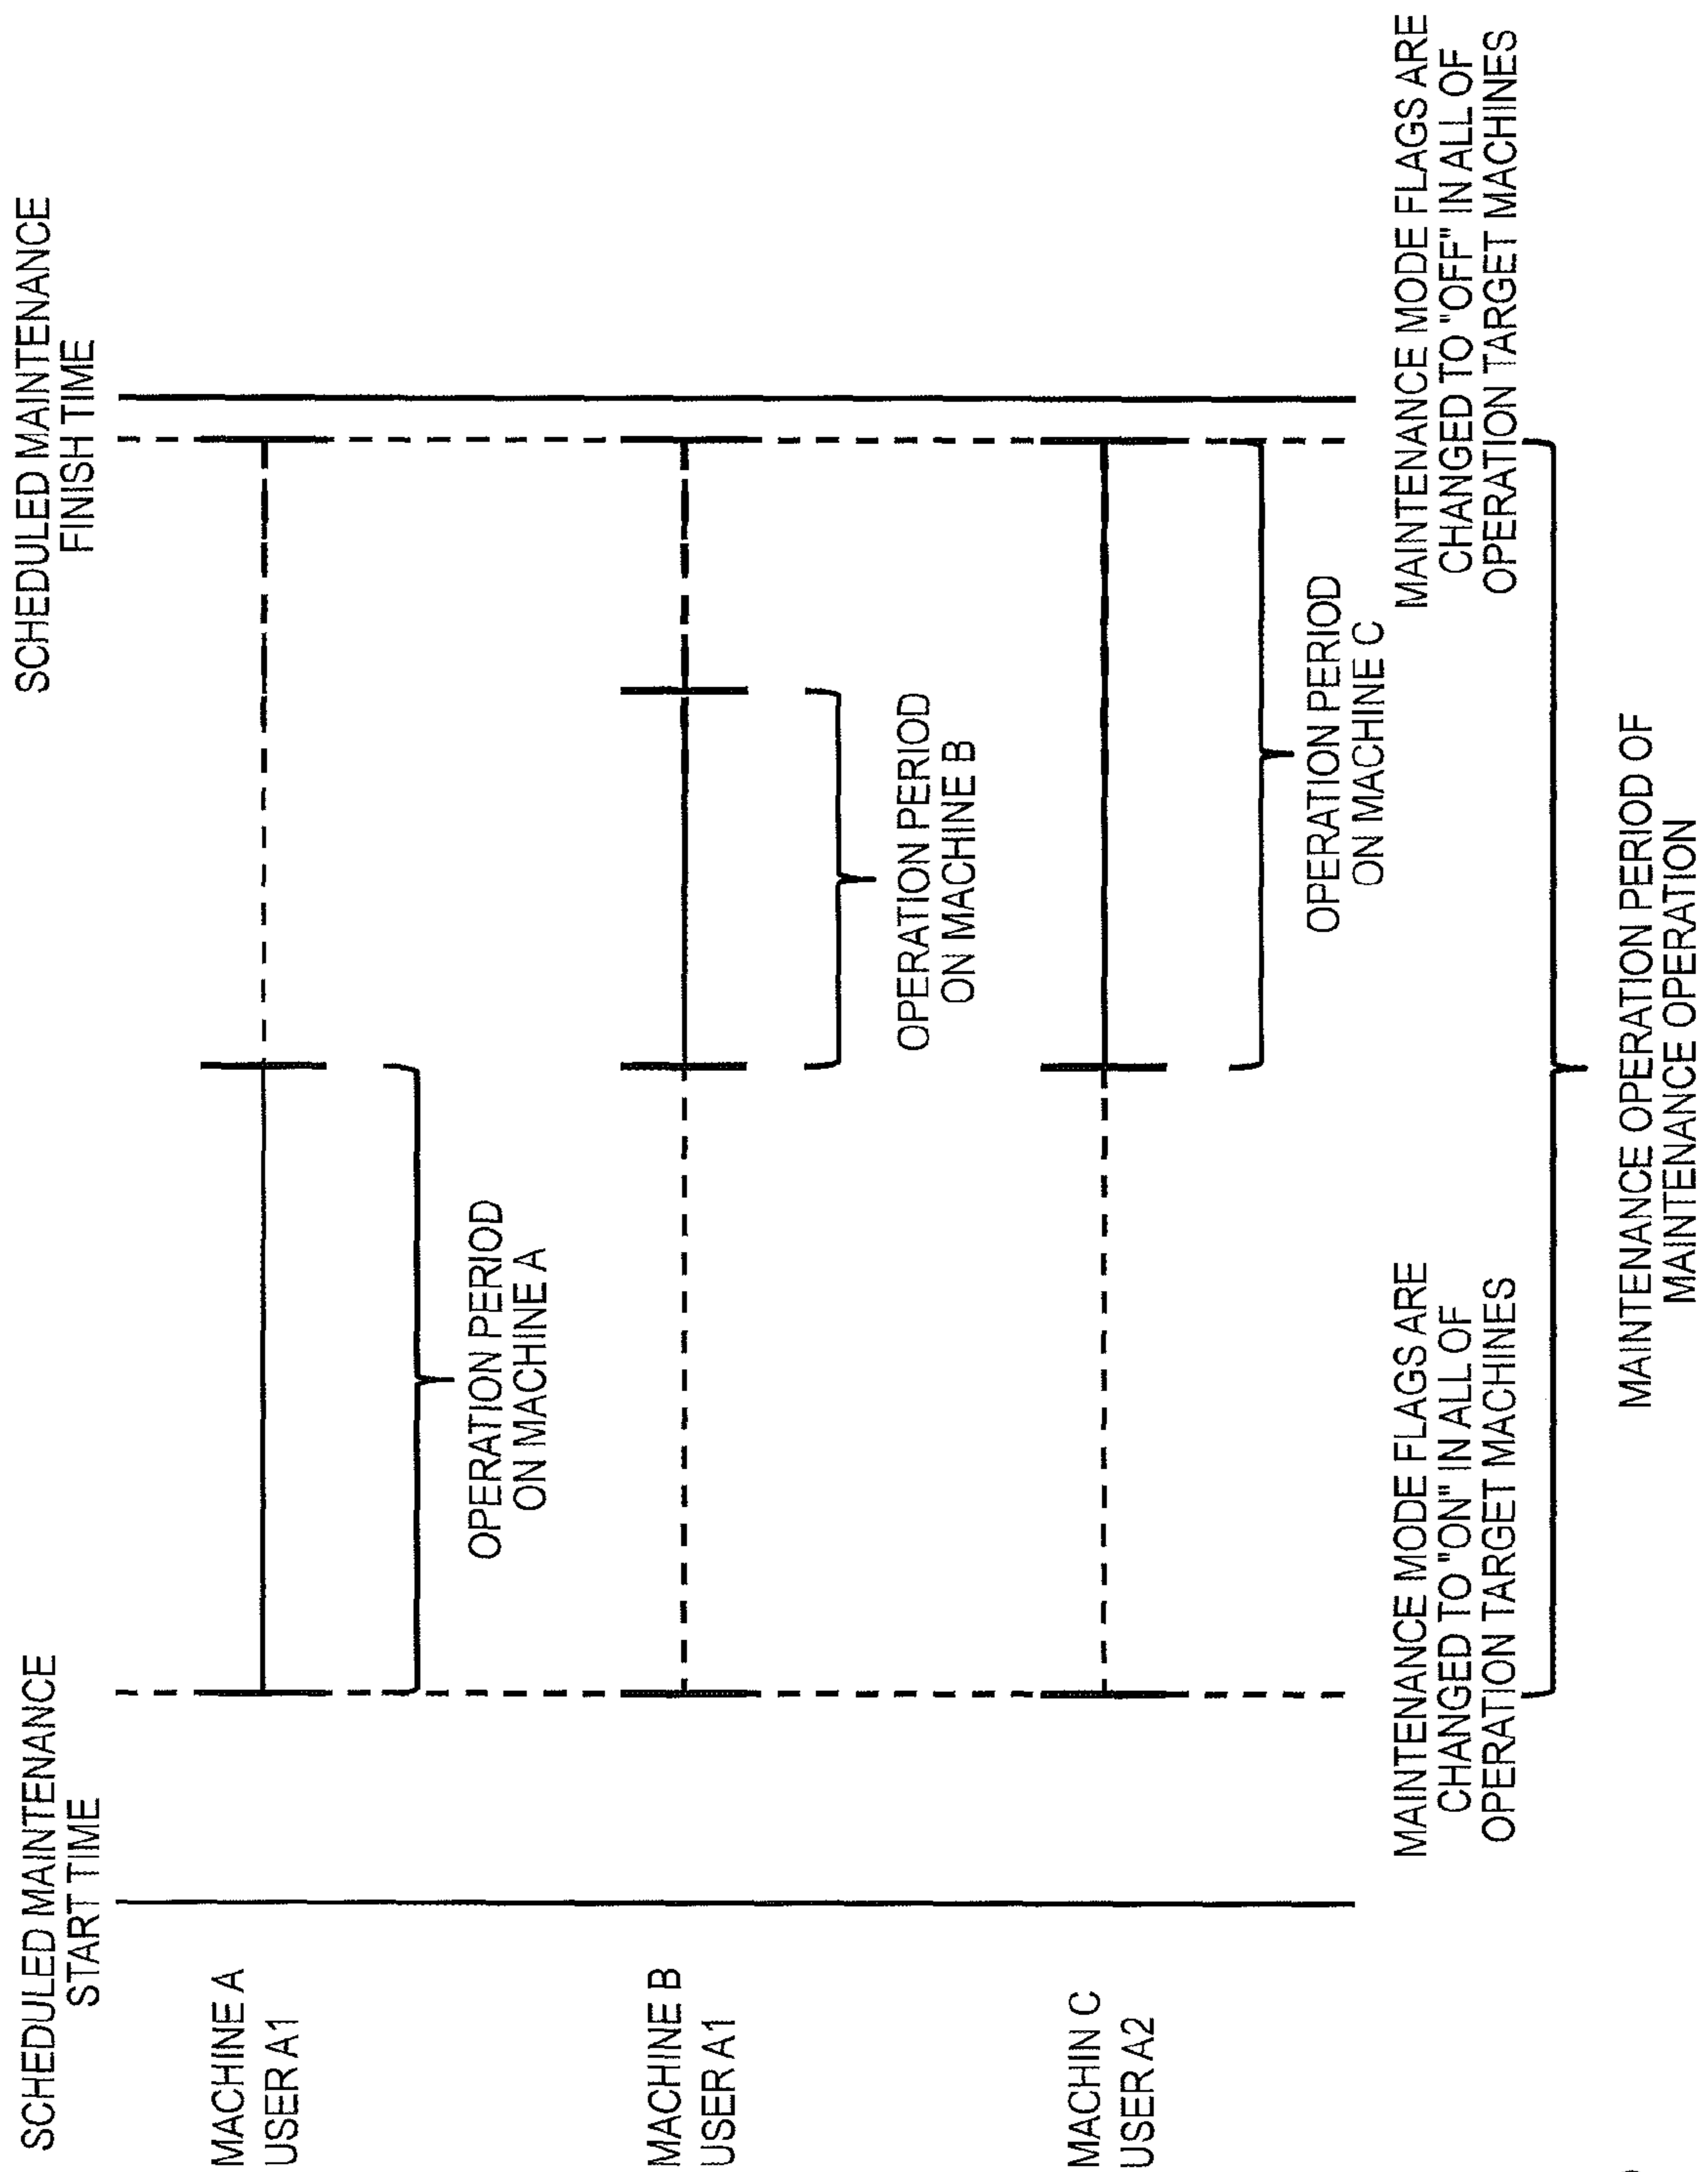 SCHEDULED MAINTENANCE
START TIME
SCHEDULED MAINTENANCE
FINISH TIME
MACHINE A
USER A1
OPERATION PERIOD
ON MACHINE A
MACHINE B
USER A1
OPERATION PERIOD
ON MACHINE B
MACHIN C
USER A2
OPERATION PERIOD
ON MACHINE C
MAINTENANCE MODE FLAGS ARE
CHANGED TO "ON" IN ALL OF
OPERATION TARGET MACHINES
MAINTENANCE MODE FLAGS ARE
CHANGED TO "OFF" IN ALL OF
OPERATION TARGET MACHINES
MAINTENANCE OPERATION PERIOD OF
MAINTENANCE OPERATION